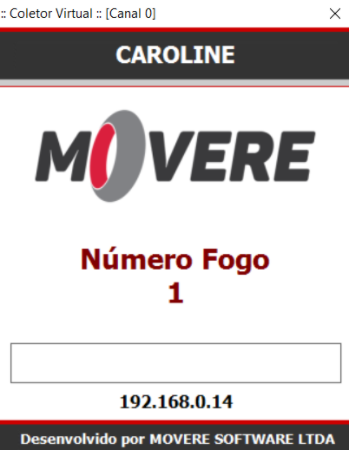 :: Coletor Virtual :: [Canal 0]
CAROLINE
MOVERE
Número Fogo
1
192.168.0.14
Desenvolvido por MOVERE SOFTWARE LTDA